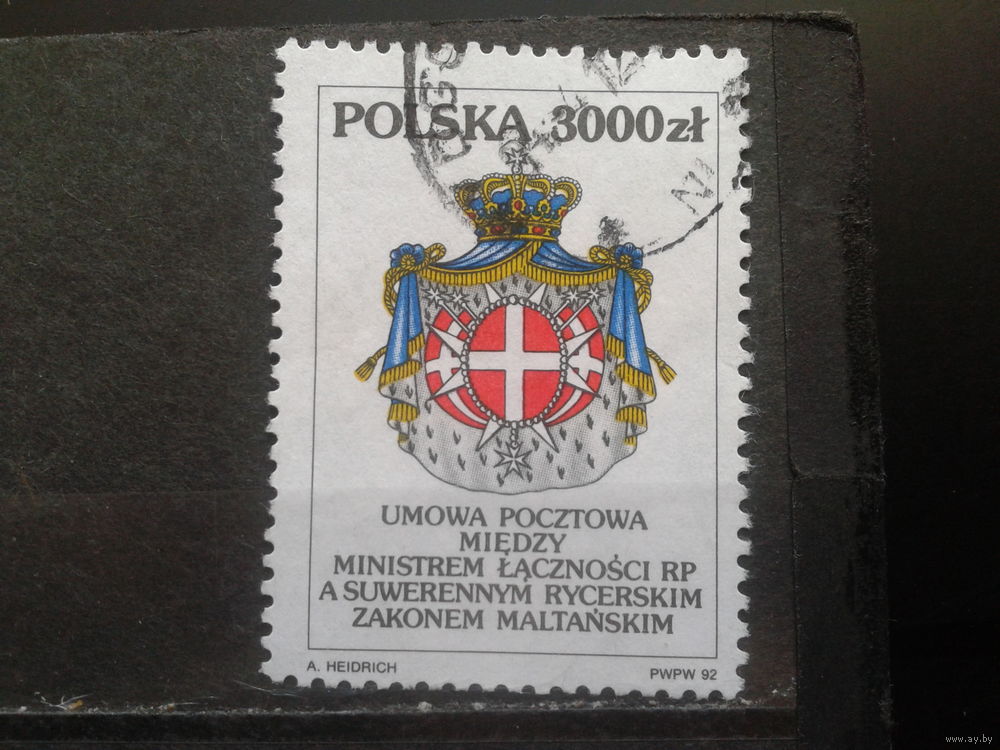 POLSKA 3000zł
UMOWA POCZTOWA
MIĘDZY
MINISTREM ŁĄCZNOŚCI RP
A SUWERENNYM RYCERSKIM
ZAKONEM MALTAŃSKIM
A. HEIDRICH
PWPW 92
www.ay.by